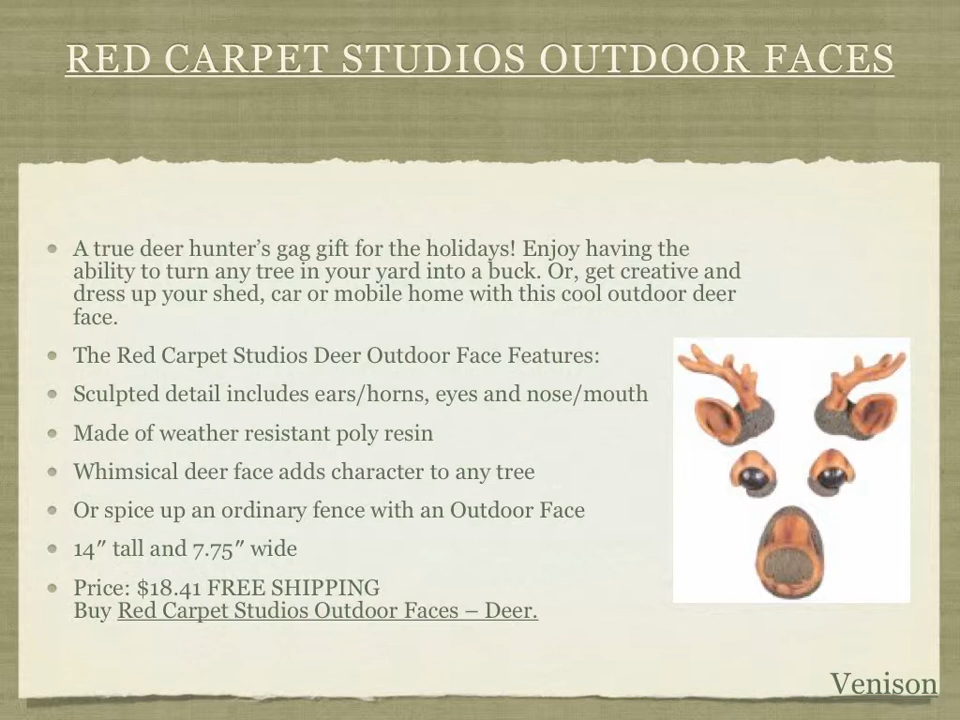 RED CARPET STUDIOS OUTDOOR FACES
A true deer hunter’s gag gift for the holidays! Enjoy having the
ability to turn any tree in your yard into a buck. Or, get creative and
dress up your shed, car or mobile home with this cool outdoor deer
face.
The Red Carpet Studios Deer Outdoor Face Features:
Sculpted detail includes ears/horns, eyes and nose/mouth
Made of weather resistant poly resin
Whimsical deer face adds character to any tree
Or spice up an ordinary fence with an Outdoor Face
14″ tall and 7.75″ wide
Price: $18.41 FREE SHIPPING
Buy Red Carpet Studios Outdoor Faces – Deer.
Venison